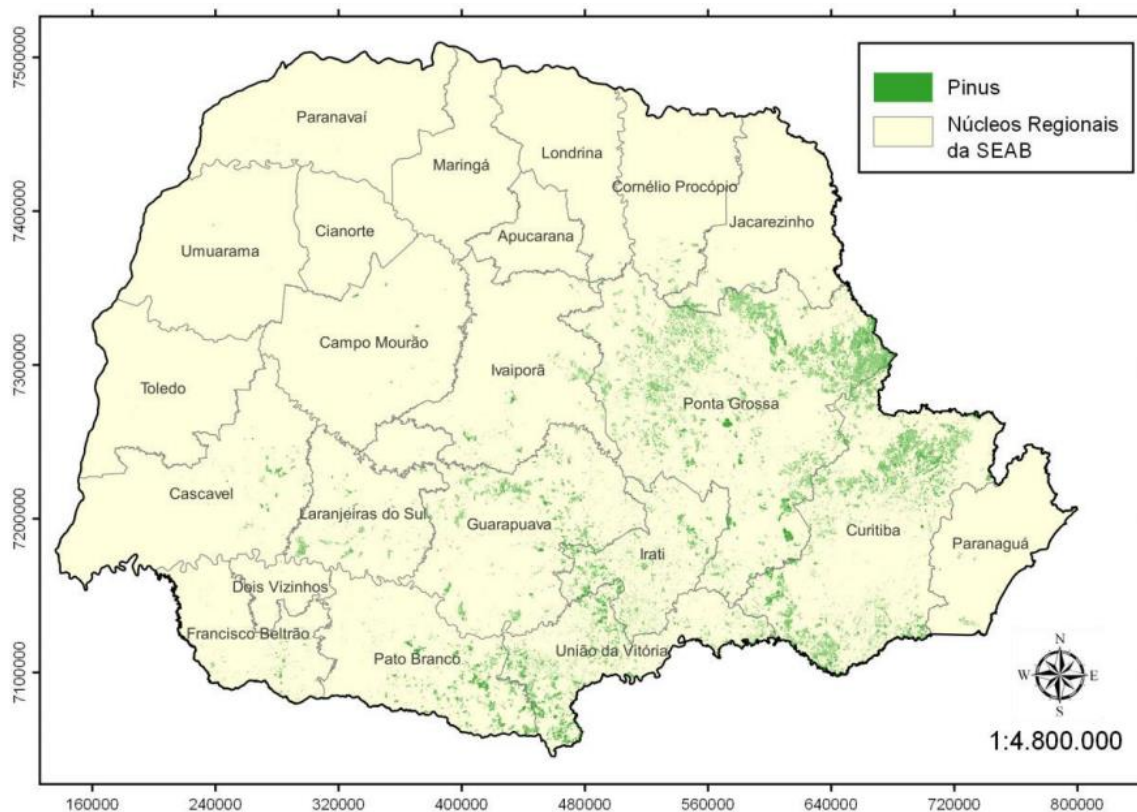 7500000
7400000
7300000
7200000
7100000
Pinus
Núcleos Regionais
da SEAB
Paranavaí
Maringá
Londrina
Cornélio Procópio
Jacarezinho
Umuarama
Cianorte
Apucarana
Campo Mourão
Toledo
Ivaiporã
Ponta Grossa
Cascavel
Laranjeiras do Sul
Guarapuava
Irati
Curitiba
Paranaguá
Dois Vizinhos
Francisco Beltrão
Pato Branco
União da Vitória
N
W
E
S
1:4.800.000
160000
240000
320000
400000
480000
560000
640000
720000
800000